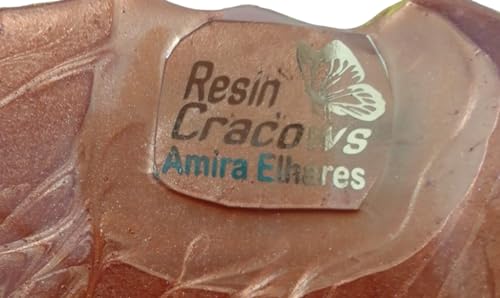 Resin
Cracows
Amira Elhares